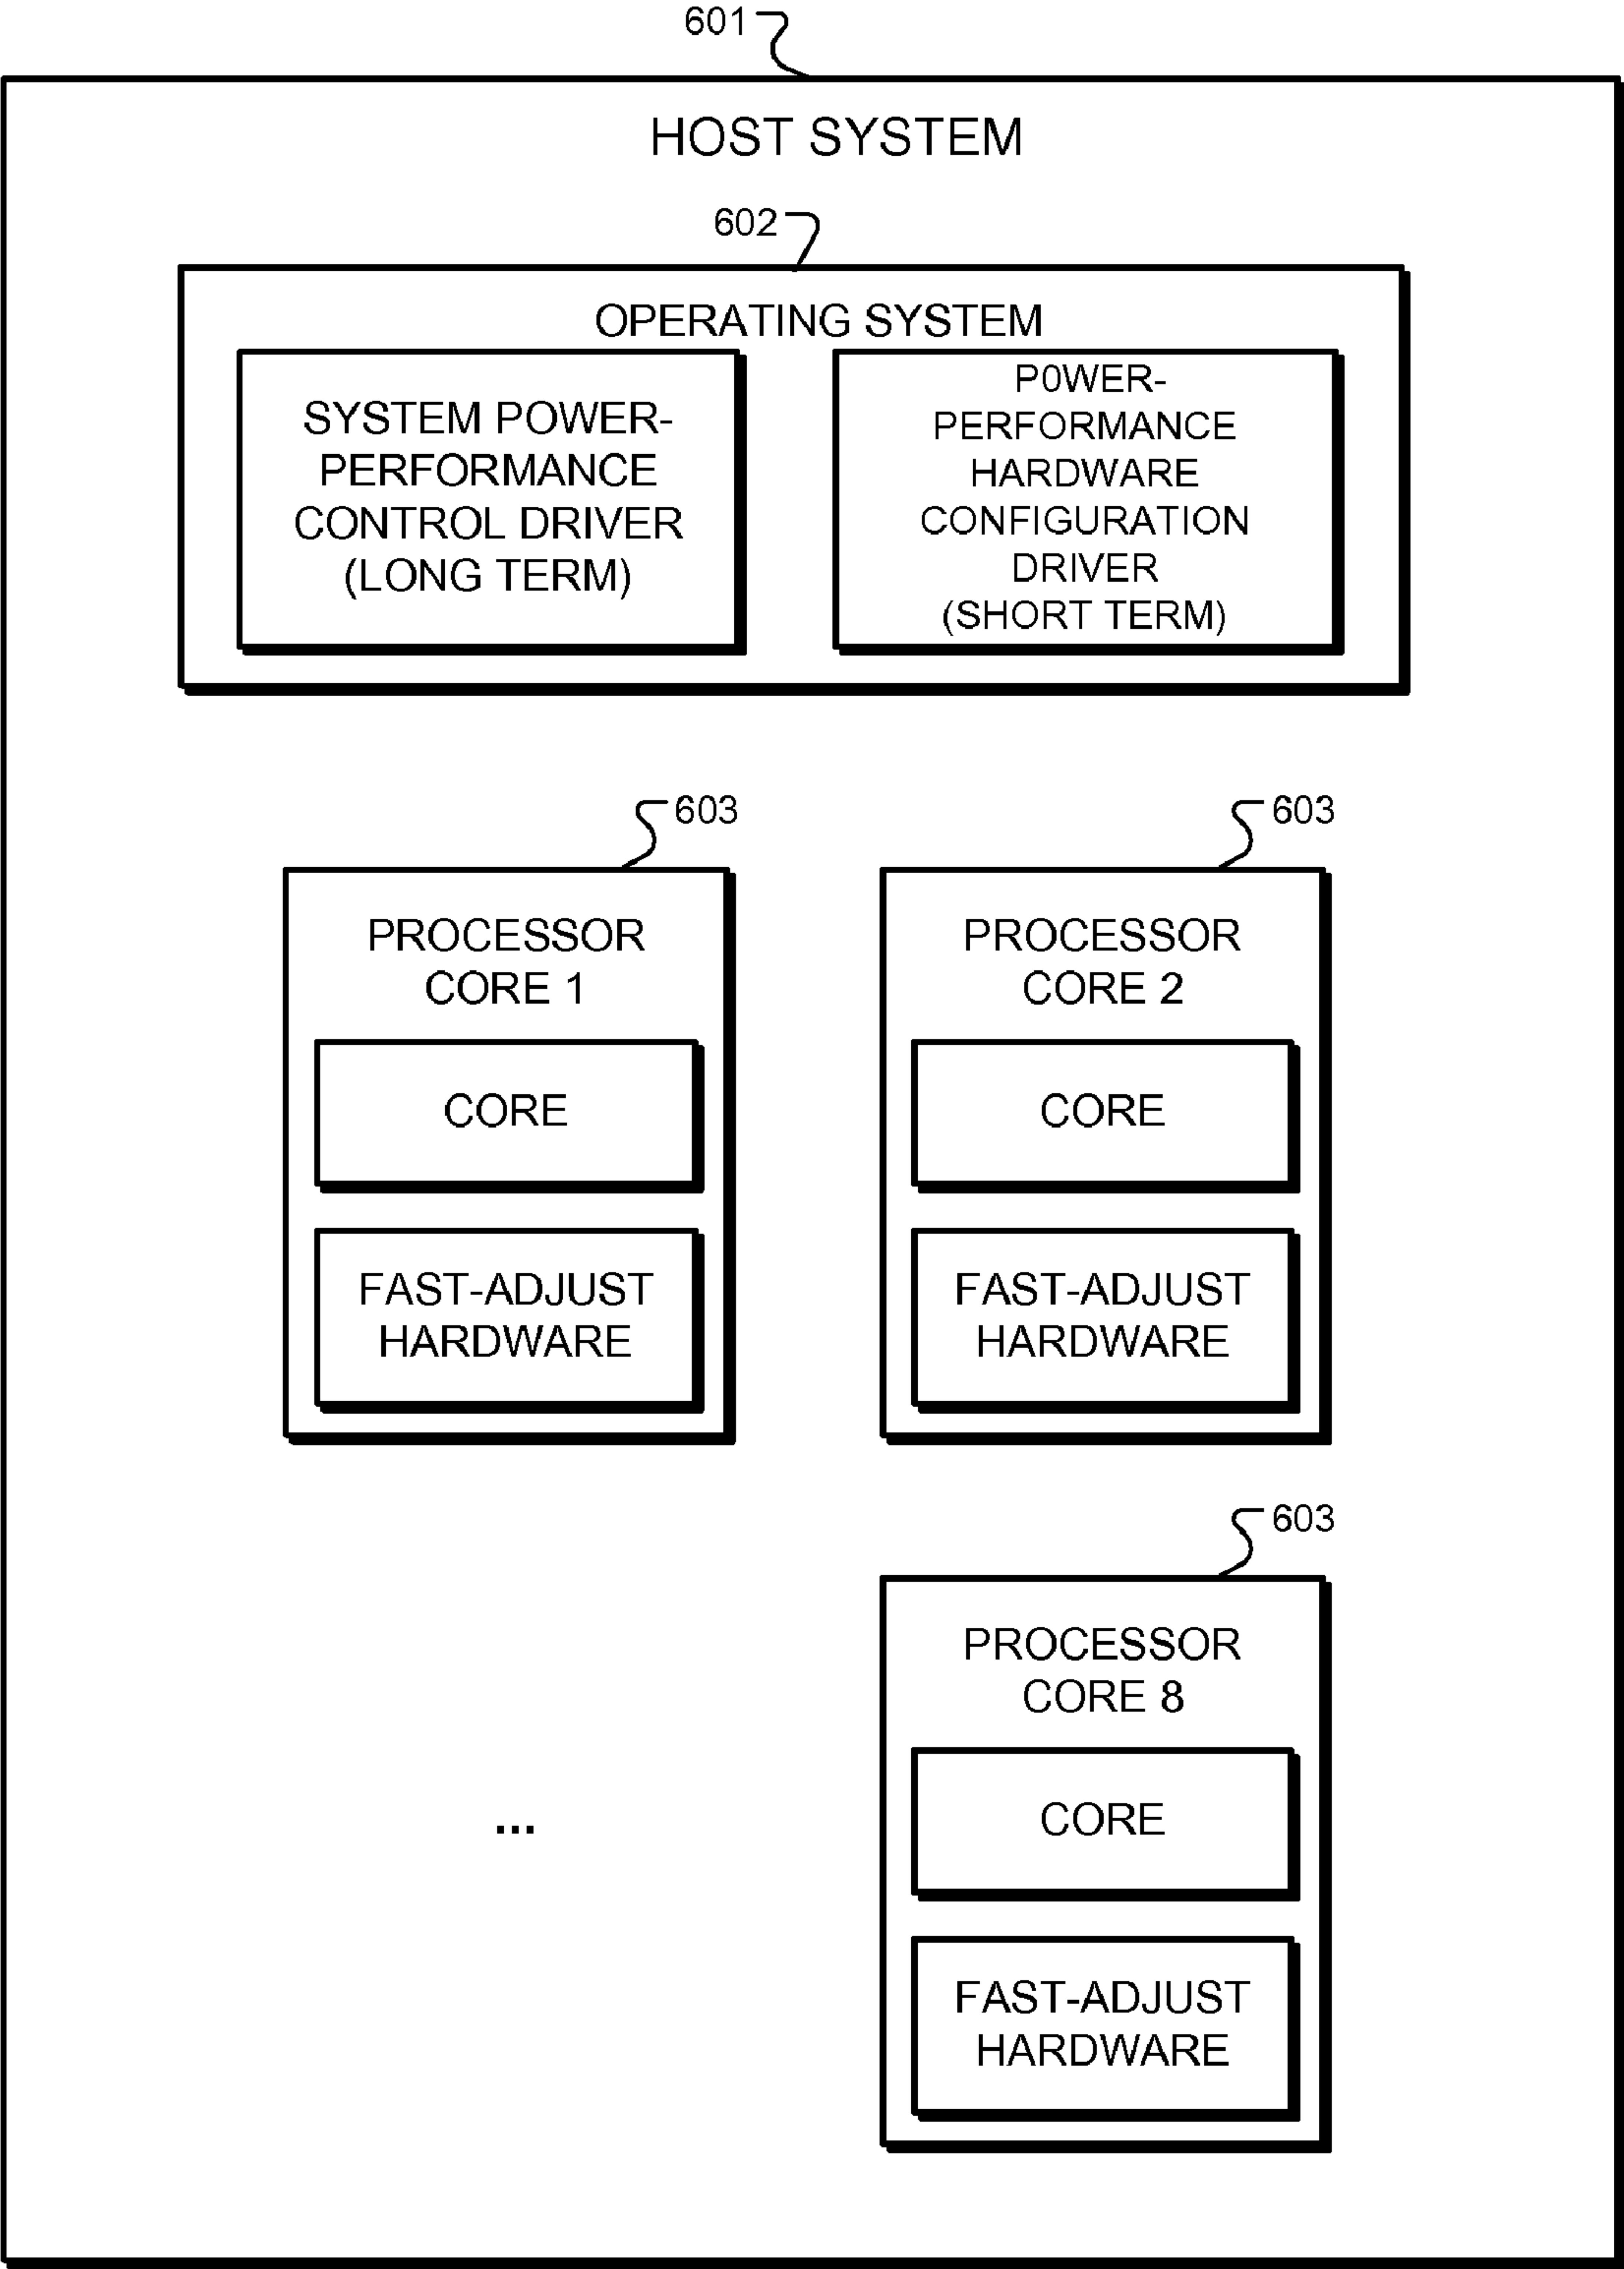 601
HOST SYSTEM
602
OPERATING SYSTEM
SYSTEM POWER-
PERFORMANCE
CONTROL DRIVER
(LONG TERM)
P0WER-
PERFORMANCE
HARDWARE
CONFIGURATION
DRIVER
(SHORT TERM)
603
PROCESSOR
CORE 1
CORE
FAST-ADJUST
HARDWARE
603
PROCESSOR
CORE 2
CORE
FAST-ADJUST
HARDWARE
...
603
PROCESSOR
CORE 8
CORE
FAST-ADJUST
HARDWARE